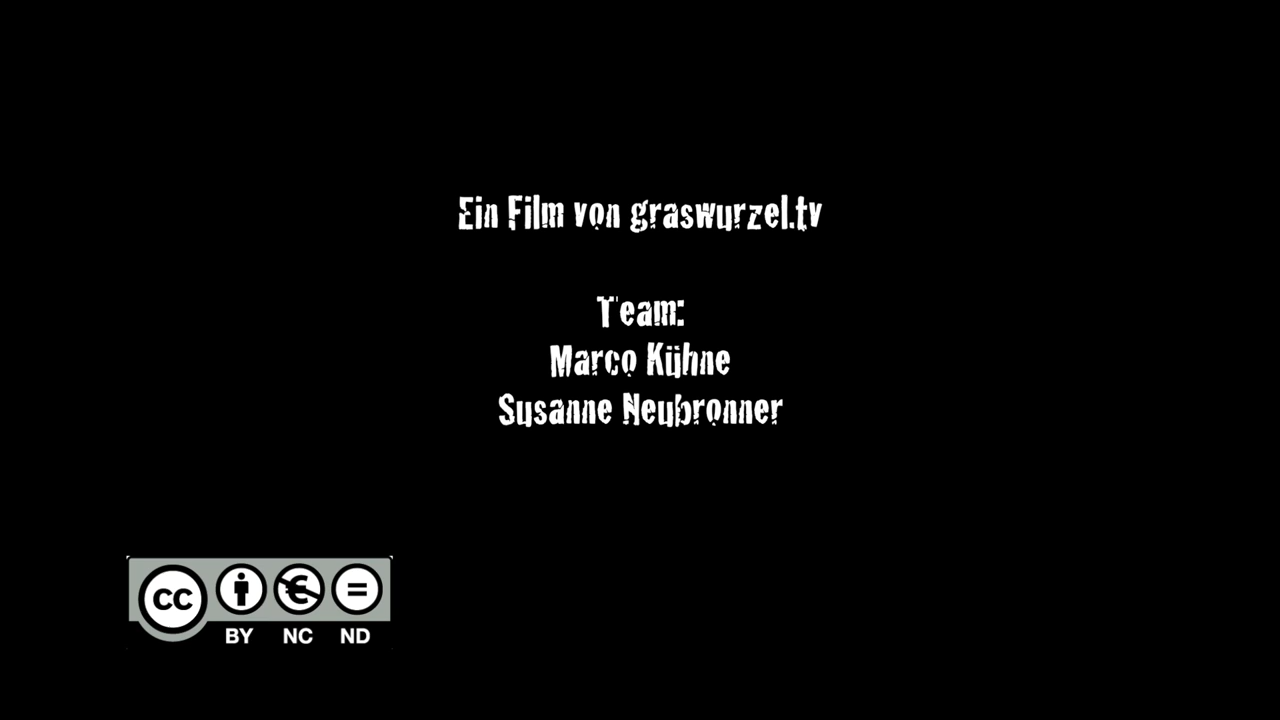 Ein Film von graswurzel.tv
Team:
Marco Kühne
Susanne Neubronner
cc
BY NC ND